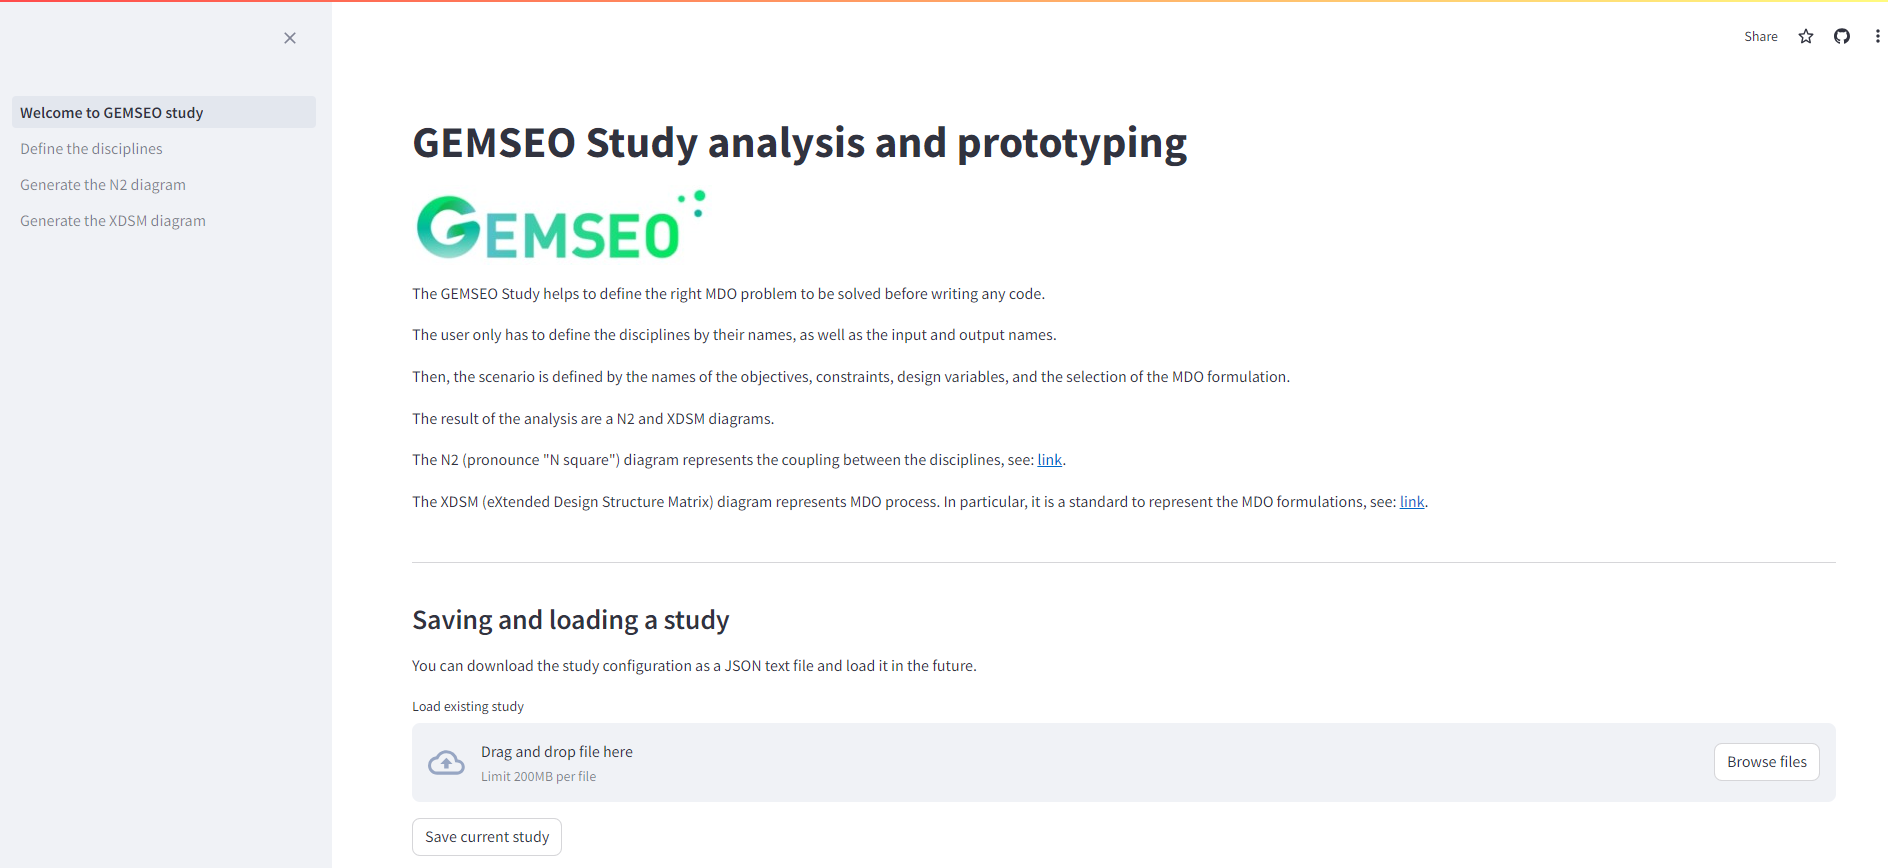 Share
Welcome to GEMSEO study
Define the disciplines
Generate the N2 diagram
Generate the XDSM diagram
GEMSEO Study analysis and prototyping
GEMSEO
The GEMSEO Study helps to define the right MDO problem to be solved before writing any code.
The user only has to define the disciplines by their names, as well as the input and output names.
Then, the scenario is defined by the names of the objectives, constraints, design variables, and the selection of the MDO formulation.
The result of the analysis are a N2 and XDSM diagrams.
The N2 (pronounce "N square") diagram represents the coupling between the disciplines, see: link.
The XDSM (eXtended Design Structure Matrix) diagram represents MDO process. In particular, it is a standard to represent the MDO formulations, see: link.
Saving and loading a study
You can download the study configuration as a JSON text file and load it in the future.
Load existing study
Drag and drop file here
Limit 200MB per file
Browse files
Save current study